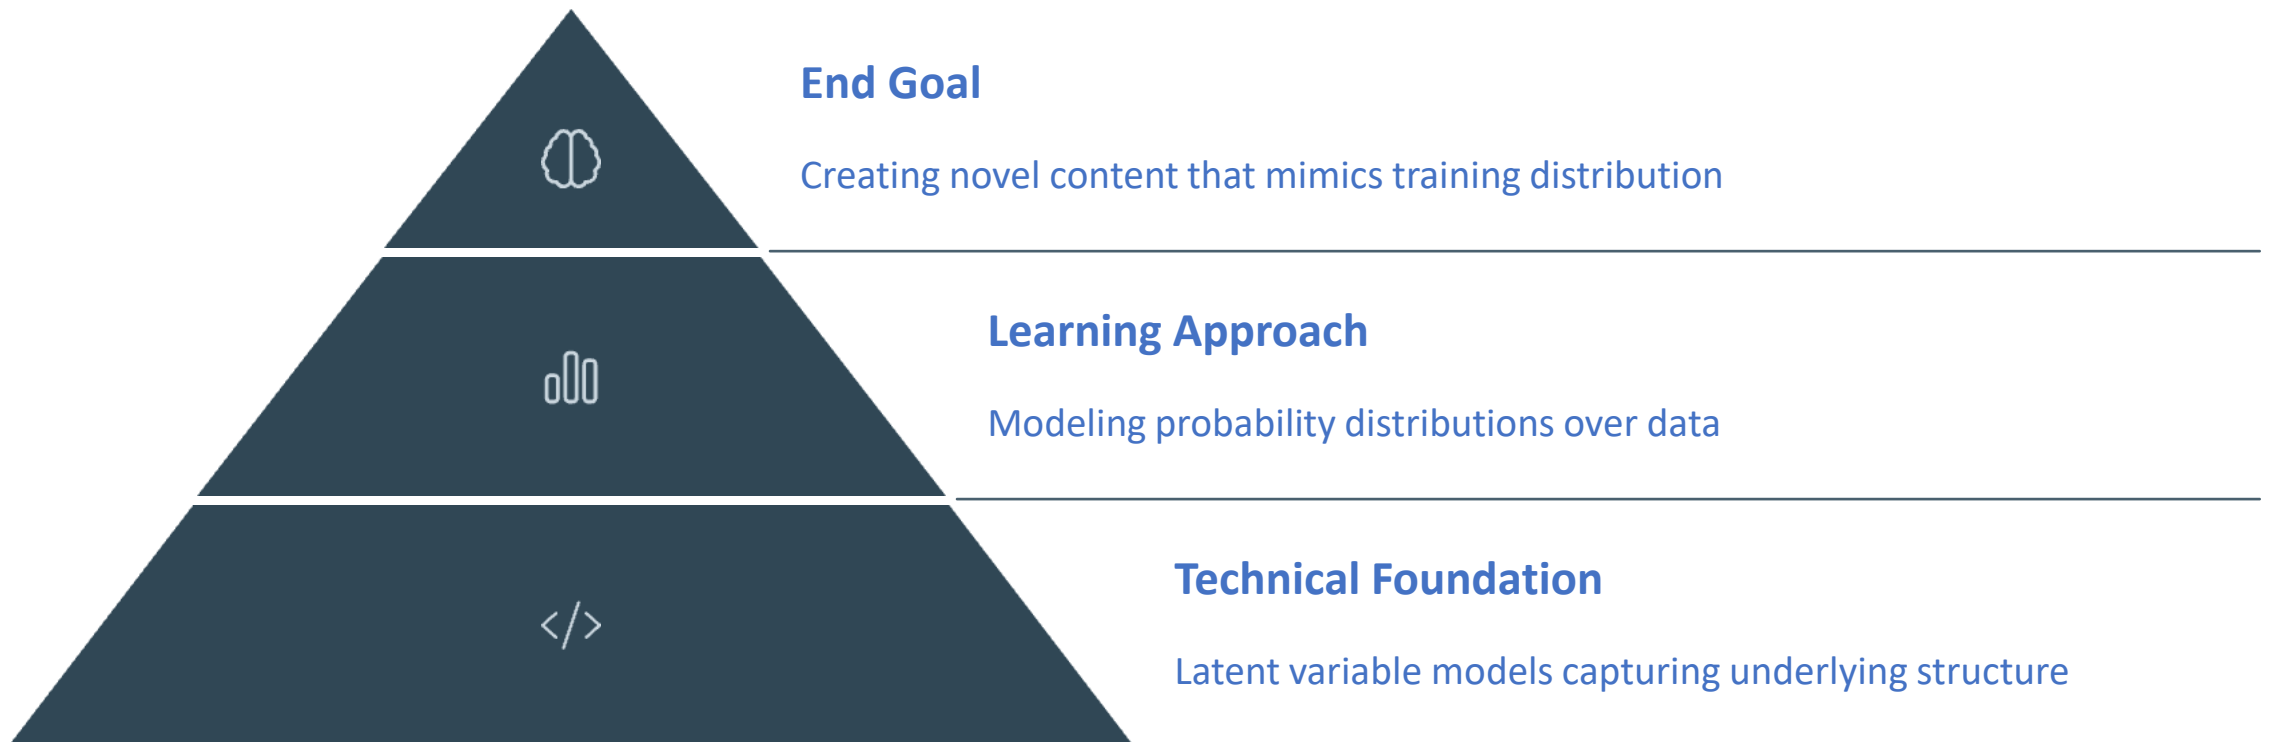 End Goal
Creating novel content that mimics training distribution
Learning Approach
Modeling probability distributions over data
Technical Foundation
Latent variable models capturing underlying structure